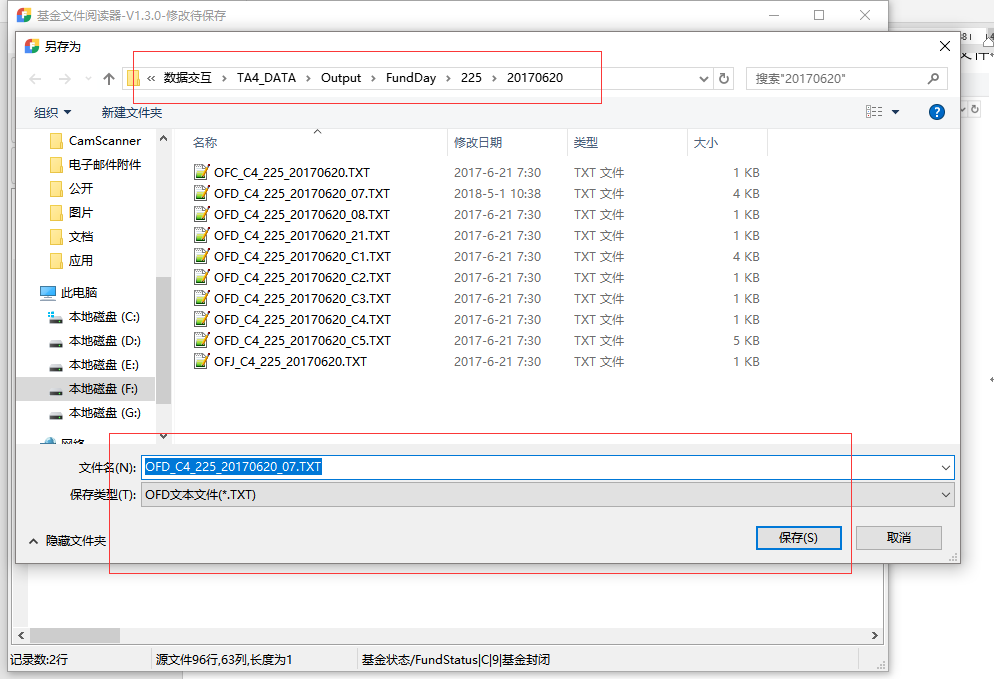 基金文件阅读器-V1.3.0-修改待保存
另存为
« 数据交互 › TA4_DATA › Output › FundDay › 225 › 20170620
搜索"20170620"
组织 新建文件夹
?
CamScanner
电子邮件附件
公开
图片
文档
应用
此电脑
本地磁盘 (C:)
本地磁盘 (D:)
本地磁盘 (E:)
本地磁盘 (F:)
本地磁盘 (G:)
网络
名称 修改日期 类型 大小
OFC_C4_225_20170620.TXT 2017-6-21 7:30 TXT 文件 1 KB
OFD_C4_225_20170620_07.TXT 2018-5-1 10:38 TXT 文件 4 KB
OFD_C4_225_20170620_08.TXT 2017-6-21 7:30 TXT 文件 1 KB
OFD_C4_225_20170620_21.TXT 2017-6-21 7:30 TXT 文件 1 KB
OFD_C4_225_20170620_C1.TXT 2017-6-21 7:30 TXT 文件 4 KB
OFD_C4_225_20170620_C2.TXT 2017-6-21 7:30 TXT 文件 1 KB
OFD_C4_225_20170620_C3.TXT 2017-6-21 7:30 TXT 文件 1 KB
OFD_C4_225_20170620_C4.TXT 2017-6-21 7:30 TXT 文件 1 KB
OFD_C4_225_20170620_C5.TXT 2017-6-21 7:30 TXT 文件 5 KB
OFJ_C4_225_20170620.TXT 2017-6-21 7:30 TXT 文件 1 KB
文件名(N): OFD_C4_225_20170620_07.TXT
保存类型(T): OFD文本文件(*.TXT)
隐藏文件夹
保存(S) 取消
记录数:2行 源文件96行,63列,长度为1 基金状态/FundStatus|C|9|基金封闭